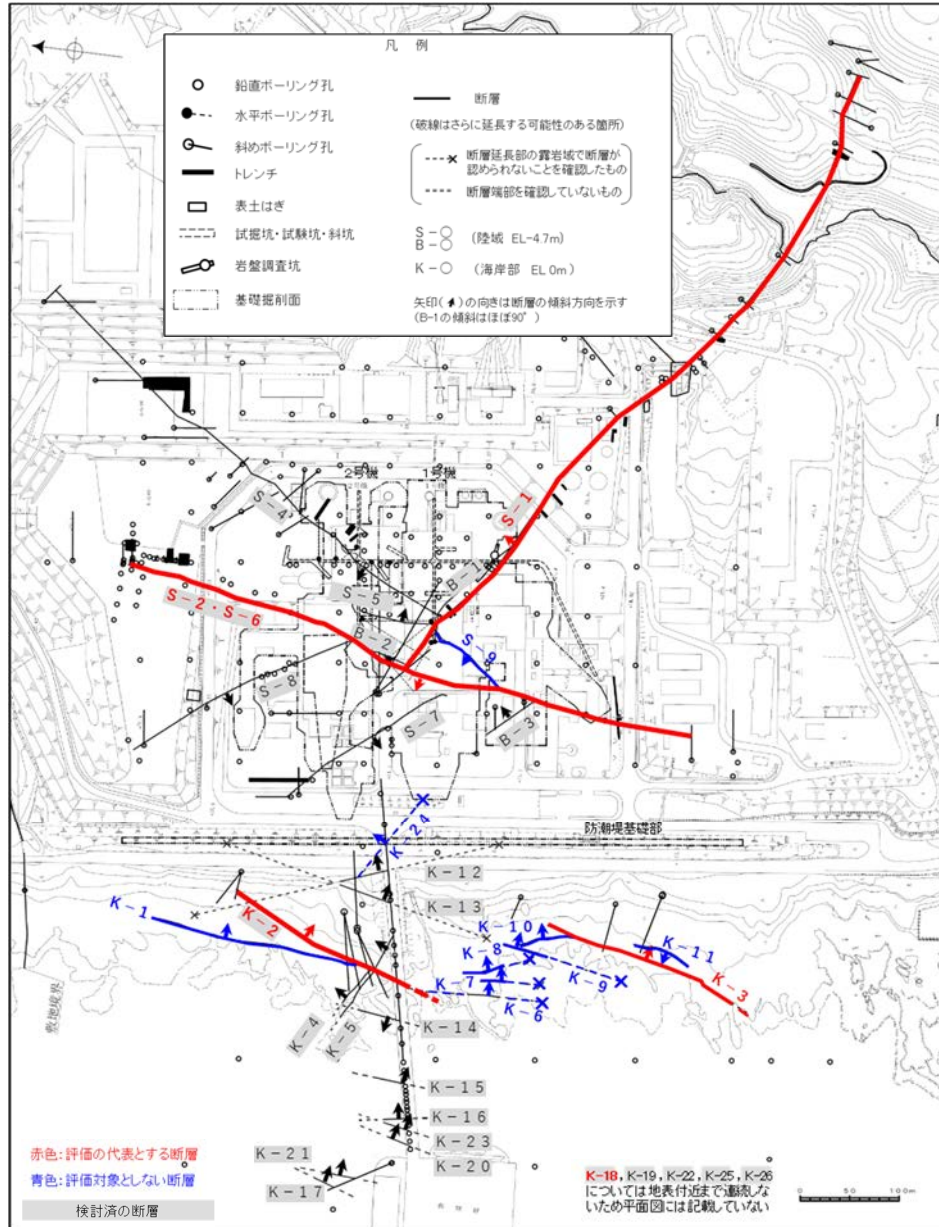 凡 例
鉛直ボーリング孔
水平ボーリング孔
斜めボーリング孔
トレンチ
表土はぎ
試掘坑・試験坑・斜坑
岩盤調査坑
基礎掘削面
断層
(破線はさらに延長する可能性のある箇所)
断層延長部の露岩域で断層が
認められないことを確認したもの
断層端部を確認していないもの
S-○
B-○
(陸域 EL-4.7m)
K-○ (海岸部 EL 0m)
矢印( )の向きは断層の傾斜方向を示す
(B-1の傾斜はほぼ90°)
2号機
1号機
S-4
S-1
B-1
S-5
S-2・S-6
B-2
S-9
S-8
S-7
B-3
防潮堤基礎部
K-24
K-12
K-13
K-1
K-2
K-10
K-8
K-11
K-7
K-9
K-3
K-6
K-4
K-5
K-14
敷地境界
K-15
K-16
K-23
K-20
K-21
K-17
赤色:評価の代表とする断層
青色:評価対象としない断層
検討済の断層
K-18, K-19, K-22, K-25, K-26
については地表付近まで連続しな
いため平面図には記載していない
0 50 100m